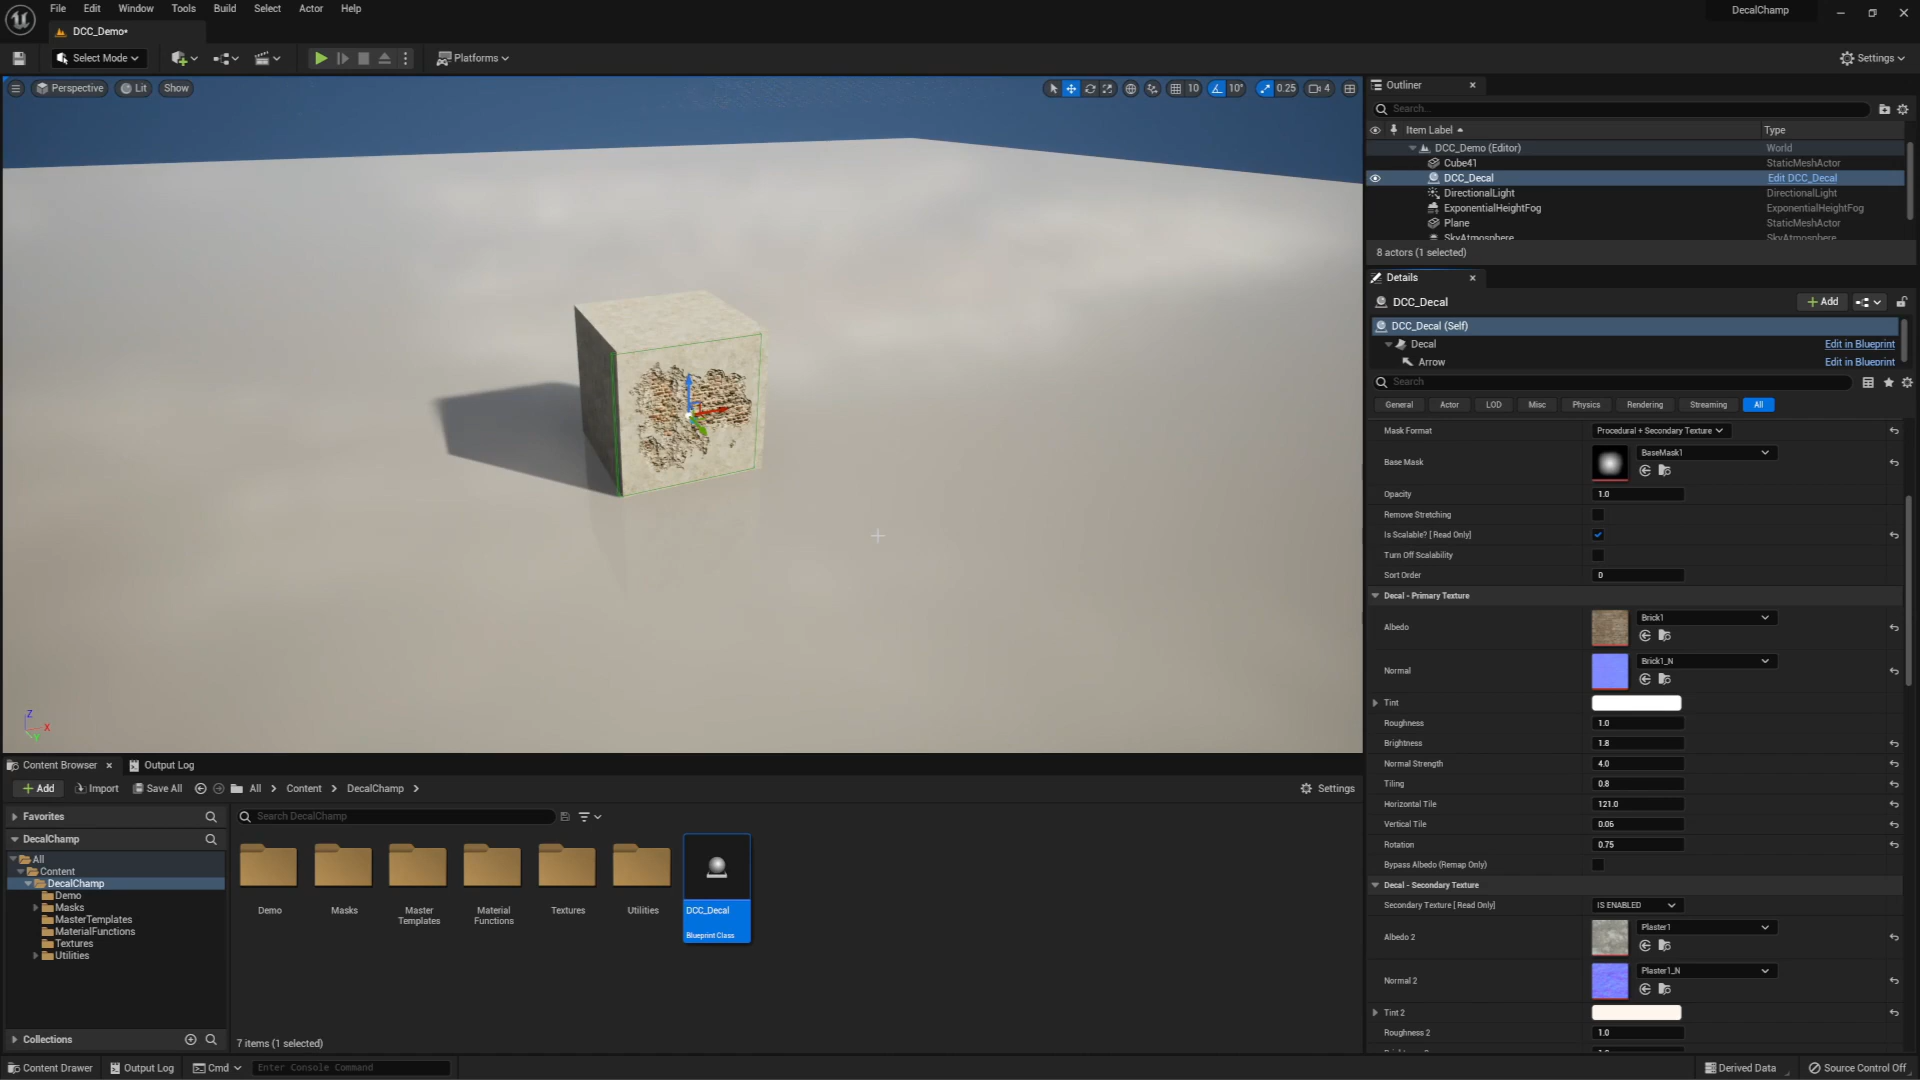 File Edit Window Tools Build Select Actor Help
DecalChamp
DCC_Demo•
Select Mode
Platforms
Settings
Perspective
Lit
Show
10
10°
0.25
4
Outliner
Search...
Item Label
Type
DCC_Demo (Editor)
World
Cube41
StaticMeshActor
DCC_Decal
Edit DCC_Decal
DirectionalLight
DirectionalLight
ExponentialHeightFog
ExponentialHeightFog
Plane
StaticMeshActor
SkyAtmosphere
SkyAtmosphere
8 actors (1 selected)
Details
DCC_Decal
Add
DCC_Decal (Self)
Decal
Edit in Blueprint
Arrow
Edit in Blueprint
Search
General
Actor
LOD
Misc
Physics
Rendering
Streaming
All
Mask Format
Procedural + Secondary Texture
Base Mask
BaseMask1
Opacity
1.0
Remove Stretching
Is Scalable? [ Read Only]
Turn Off Scalability
Sort Order
0
Decal - Primary Texture
Albedo
Brick1
Normal
Brick1_N
Tint
Roughness
1.0
Brightness
1.8
Normal Strength
4.0
Tiling
0.8
Horizontal Tile
121.0
Vertical Tile
0.06
Rotation
0.75
Bypass Albedo (Remap Only)
Decal - Secondary Texture
Secondary Texture [ Read Only]
IS ENABLED
Albedo 2
Plaster1
Normal 2
Plaster1_N
Tint 2
Roughness 2
1.0
Z
X
Y
Content Browser
Output Log
Add
Import
Save All
All
Content
DecalChamp
Settings
Favorites
DecalChamp
All
Content
DecalChamp
Demo
Masks
MasterTemplates
MaterialFunctions
Textures
Utilities
Collections
Search DecalChamp
Demo
Masks
Master
Templates
Material
Functions
Textures
Utilities
DCC_Decal
Blueprint Class
7 items (1 selected)
Content Drawer
Output Log
Cmd
Enter Console Command
Derived Data
Source Control Off